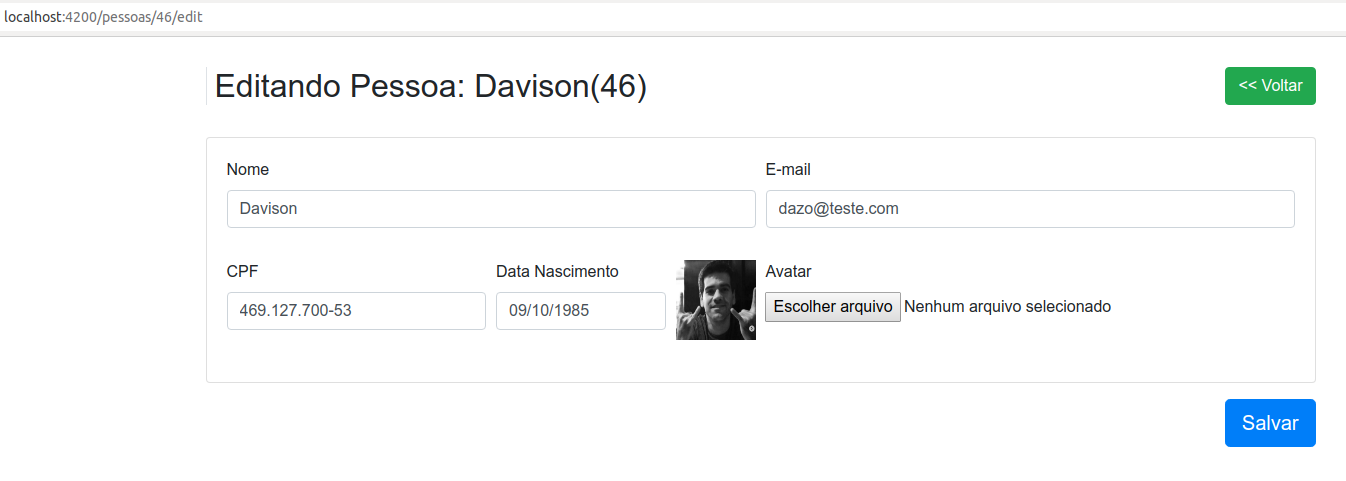 localhost:4200/pessoas/46/edit
Editando Pessoa: Davison(46)
<< Voltar
Nome
E-mail
Davison
dazo@teste.com
CPF
Data Nascimento
Avatar
469.127.700-53
09/10/1985
Escolher arquivo Nenhum arquivo selecionado
Salvar